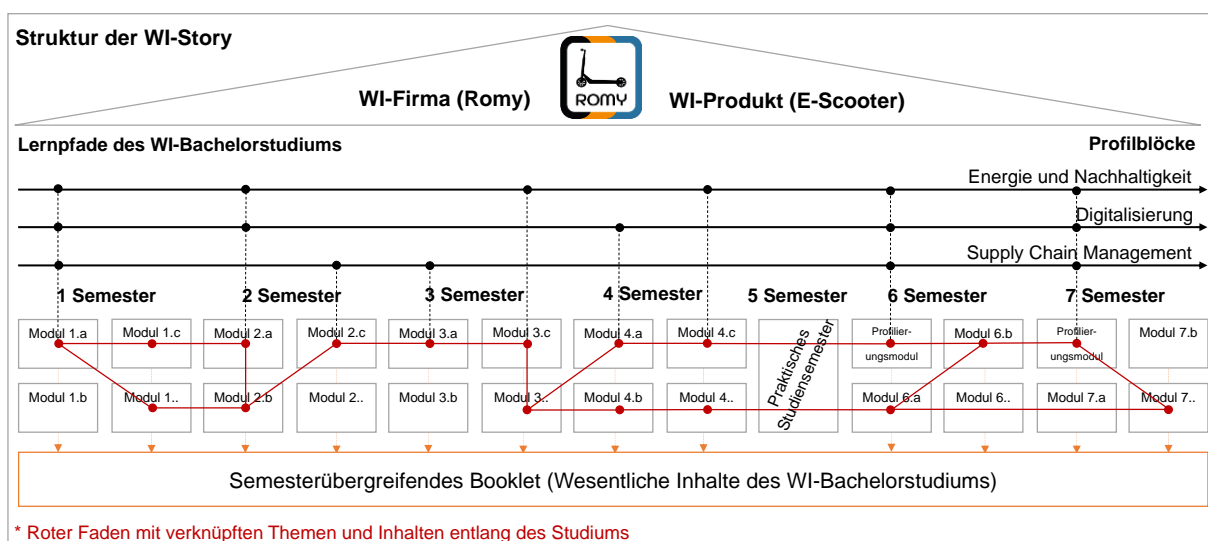 Struktur der WI-Story
ROMY
WI-Firma (Romy)
WI-Produkt (E-Scooter)
Lernpfade des WI-Bachelorstudiums
Profilblöcke
Energie und Nachhaltigkeit
Digitalisierung
Supply Chain Management
1 Semester
2 Semester
3 Semester
4 Semester
5 Semester
6 Semester
7 Semester
Modul 1.a
Modul 1.c
Modul 2.a
Modul 2.c
Modul 3.a
Modul 3.c
Modul 4.a
Modul 4.c
Praktisches
Studiensemester
Profilier-
ungsmodul
Modul 6.b
Profilier-
ungsmodul
Modul 7.b
Modul 1.b
Modul 1..
Modul 2.b
Modul 2..
Modul 3.b
Modul 3..
Modul 4.b
Modul 4..
Modul 6.a
Modul 6..
Modul 7.a
Modul 7..
Semesterübergreifendes Booklet (Wesentliche Inhalte des WI-Bachelorstudiums)
* Roter Faden mit verknüpften Themen und Inhalten entlang des Studiums